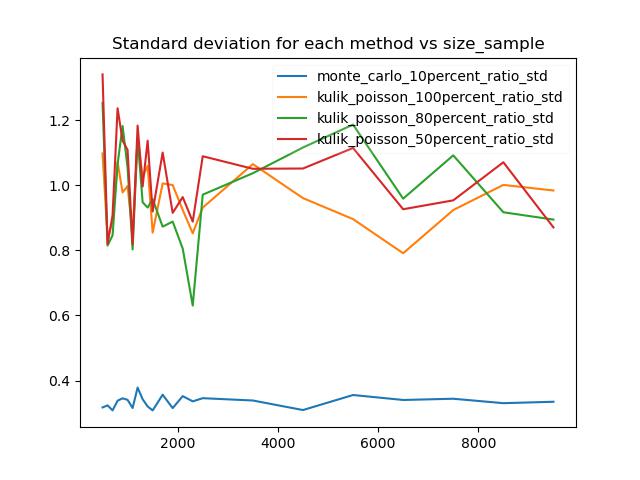 Standard deviation for each method vs size_sample
monte_carlo_10percent_ratio_std
kulik_poisson_100percent_ratio_std
kulik_poisson_80percent_ratio_std
kulik_poisson_50percent_ratio_std
1.2
1.0
0.8
0.6
0.4
2000 4000 6000 8000